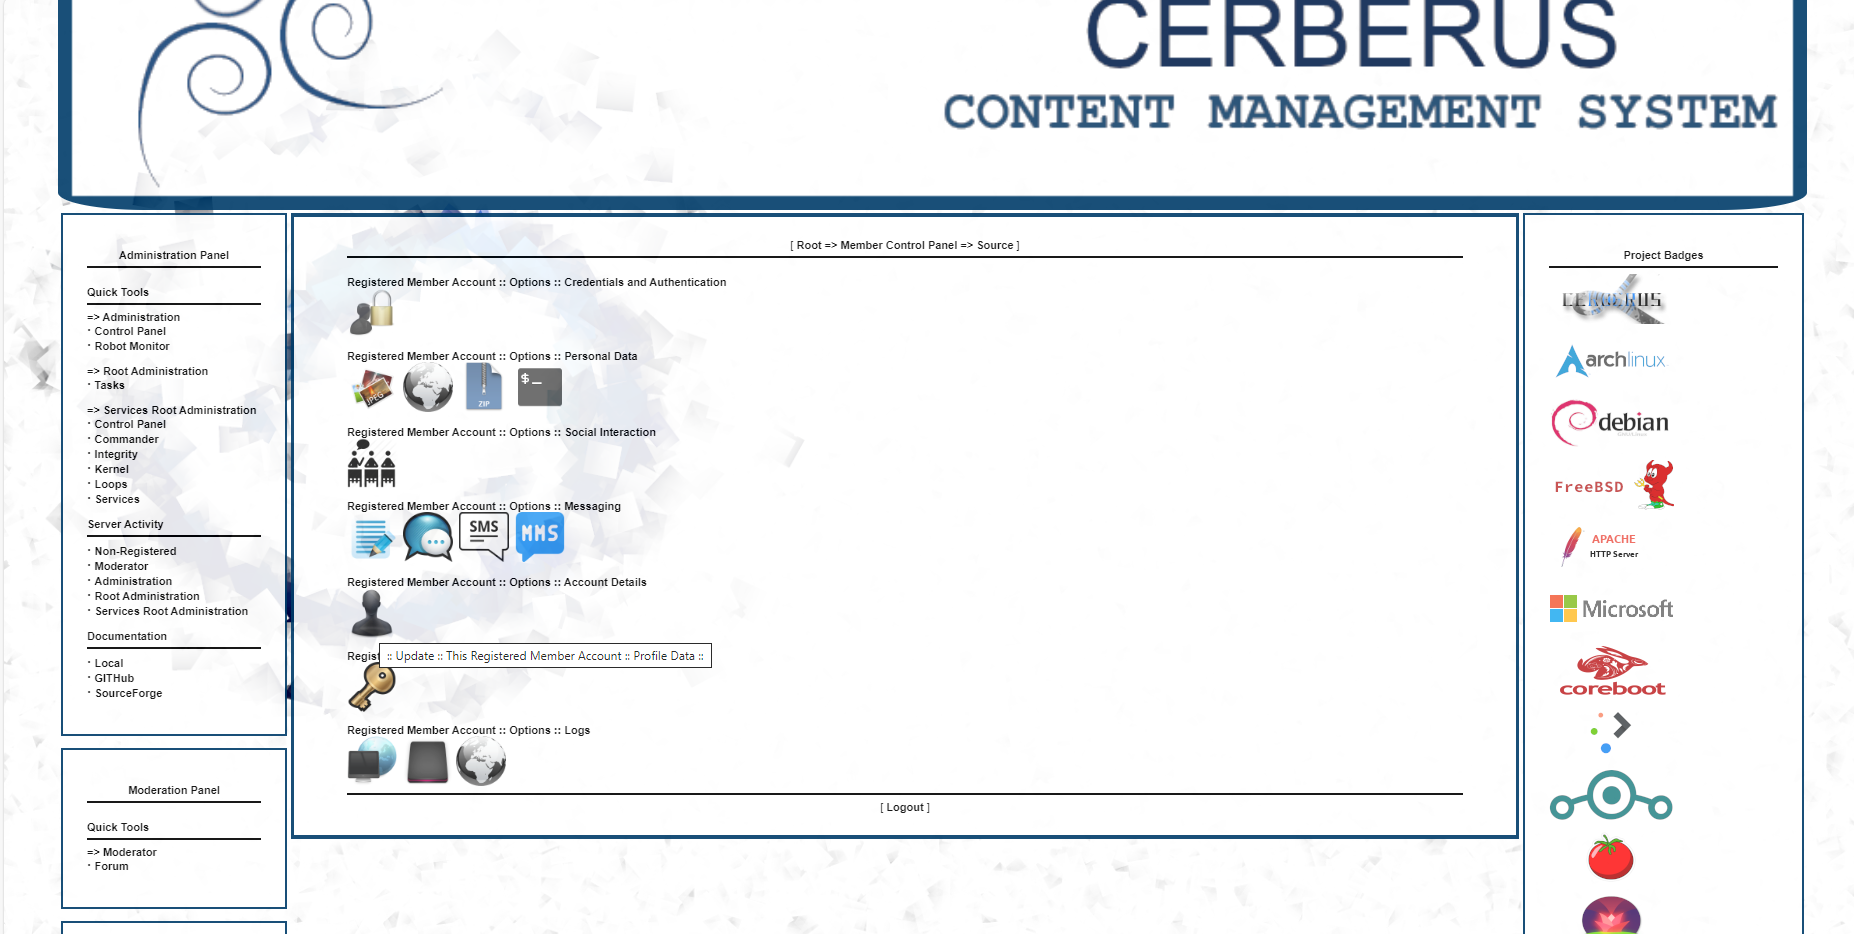 CERBERUS
CONTENT MANAGEMENT SYSTEM
Administration Panel
Quick Tools
=> Administration
· Control Panel
· Robot Monitor
=> Root Administration
· Tasks
=> Services Root Administration
· Control Panel
· Commander
· Integrity
· Kernel
· Loops
· Services
Server Activity
· Non-Registered
· Moderator
· Administration
· Root Administration
· Services Root Administration
Documentation
· Local
· GITHub
· SourceForge
Moderation Panel
Quick Tools
=> Moderator
· Forum
[ Root => Member Control Panel => Source ]
Registered Member Account :: Options :: Credentials and Authentication
Registered Member Account :: Options :: Personal Data
JPEG
ZIP
$_
Registered Member Account :: Options :: Social Interaction
Registered Member Account :: Options :: Messaging
SMS
MMS
Registered Member Account :: Options :: Account Details
:: Update :: This Registered Member Account :: Profile Data ::
Registered Member Account :: Options :: Logs
[ Logout ]
Project Badges
CERBERUS
archlinux
debian
FreeBSD
APACHE
HTTP Server
Microsoft
coreboot